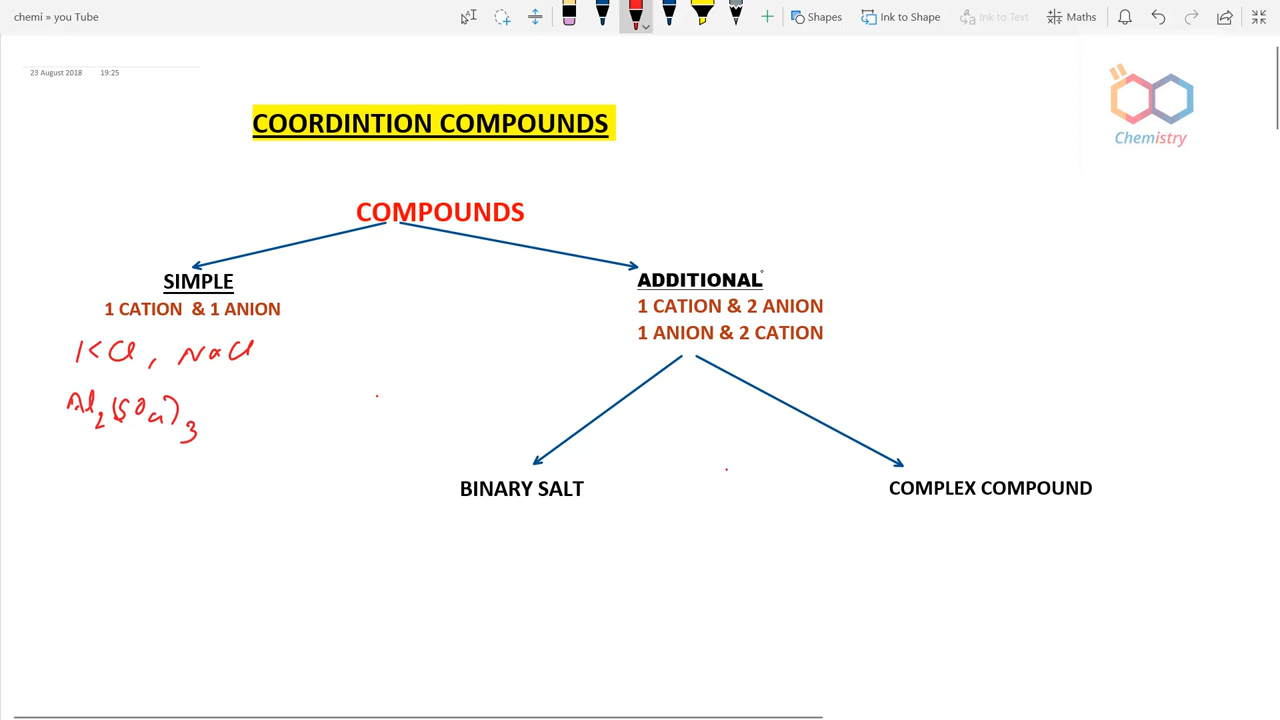 chemi » you Tube
Shapes
Ink to Shape
Ink to Text
Maths
23 August 2018 19:25
Chemistry
COORDINTION COMPOUNDS
COMPOUNDS
SIMPLE
1 CATION & 1 ANION
KCl, NaCl
Al2(SO4)3
ADDITIONAL
1 CATION & 2 ANION
1 ANION & 2 CATION
BINARY SALT
COMPLEX COMPOUND